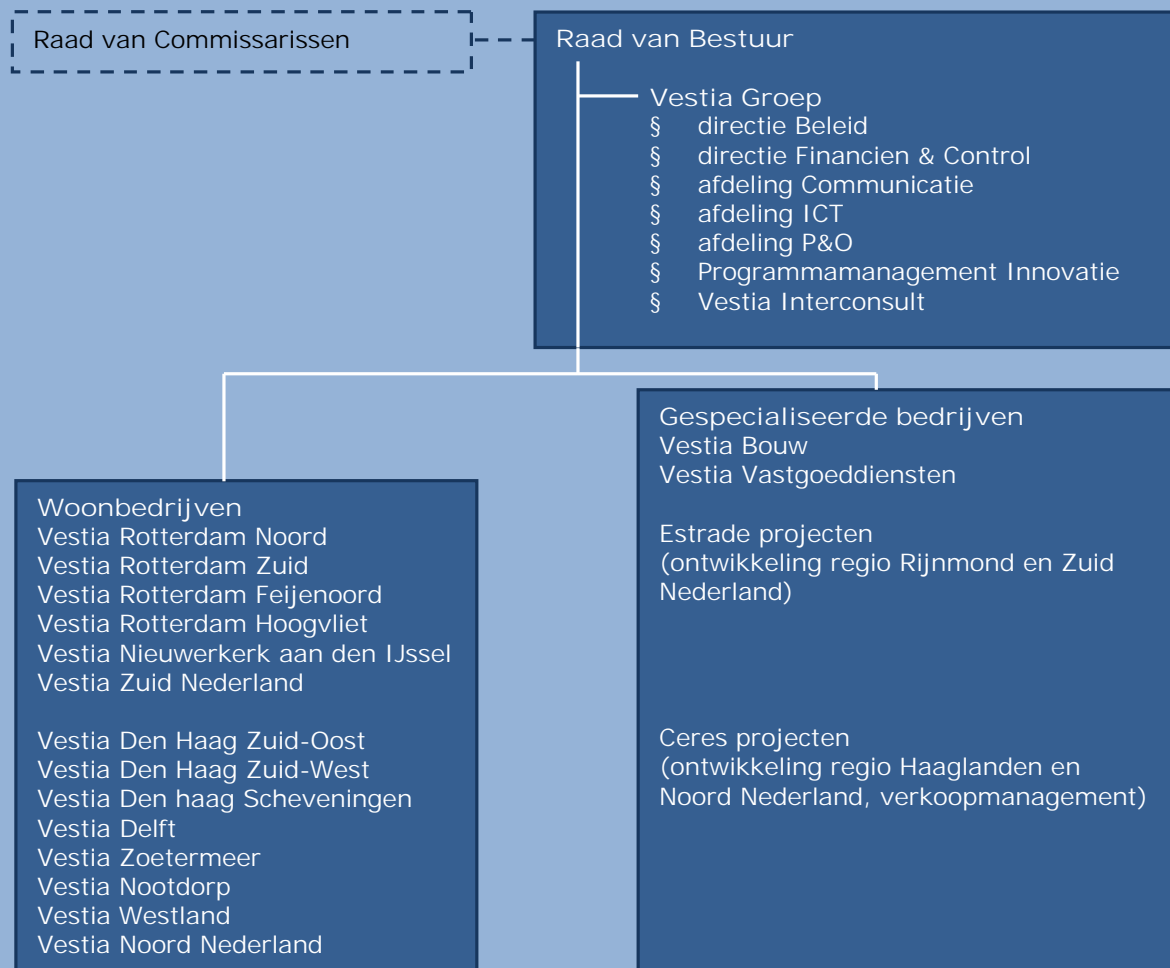 Raad van Commissarissen
Raad van Bestuur
Vestia Groep
§ directie Beleid
§ directie Financien & Control
§ afdeling Communicatie
§ afdeling ICT
§ afdeling P&O
§ Programmamanagement Innovatie
§ Vestia Interconsult
Woonbedrijven
Vestia Rotterdam Noord
Vestia Rotterdam Zuid
Vestia Rotterdam Feijenoord
Vestia Rotterdam Hoogvliet
Vestia Nieuwerkerk aan den IJssel
Vestia Zuid Nederland
Vestia Den Haag Zuid-Oost
Vestia Den Haag Zuid-West
Vestia Den haag Scheveningen
Vestia Delft
Vestia Zoetermeer
Vestia Nootdorp
Vestia Westland
Vestia Noord Nederland
Gespecialiseerde bedrijven
Vestia Bouw
Vestia Vastgoeddiensten
Estrade projecten
(ontwikkeling regio Rijnmond en Zuid
Nederland)
Ceres projecten
(ontwikkeling regio Haaglanden en
Noord Nederland, verkoopmanagement)